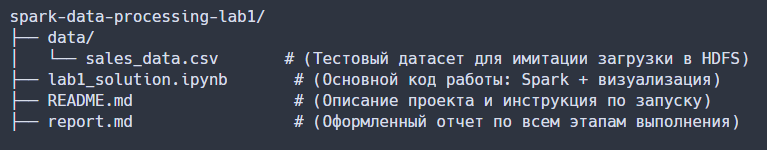 spark-data-processing-lab1/
├── data/
│   └── sales_data.csv       # (Тестовый датасет для имитации загрузки в HDFS)
├── lab1_solution.ipynb       # (Основной код работы: Spark + визуализация)
├── README.md                 # (Описание проекта и инструкция по запуску)
├── report.md                 # (Оформленный отчет по всем этапам выполнения)